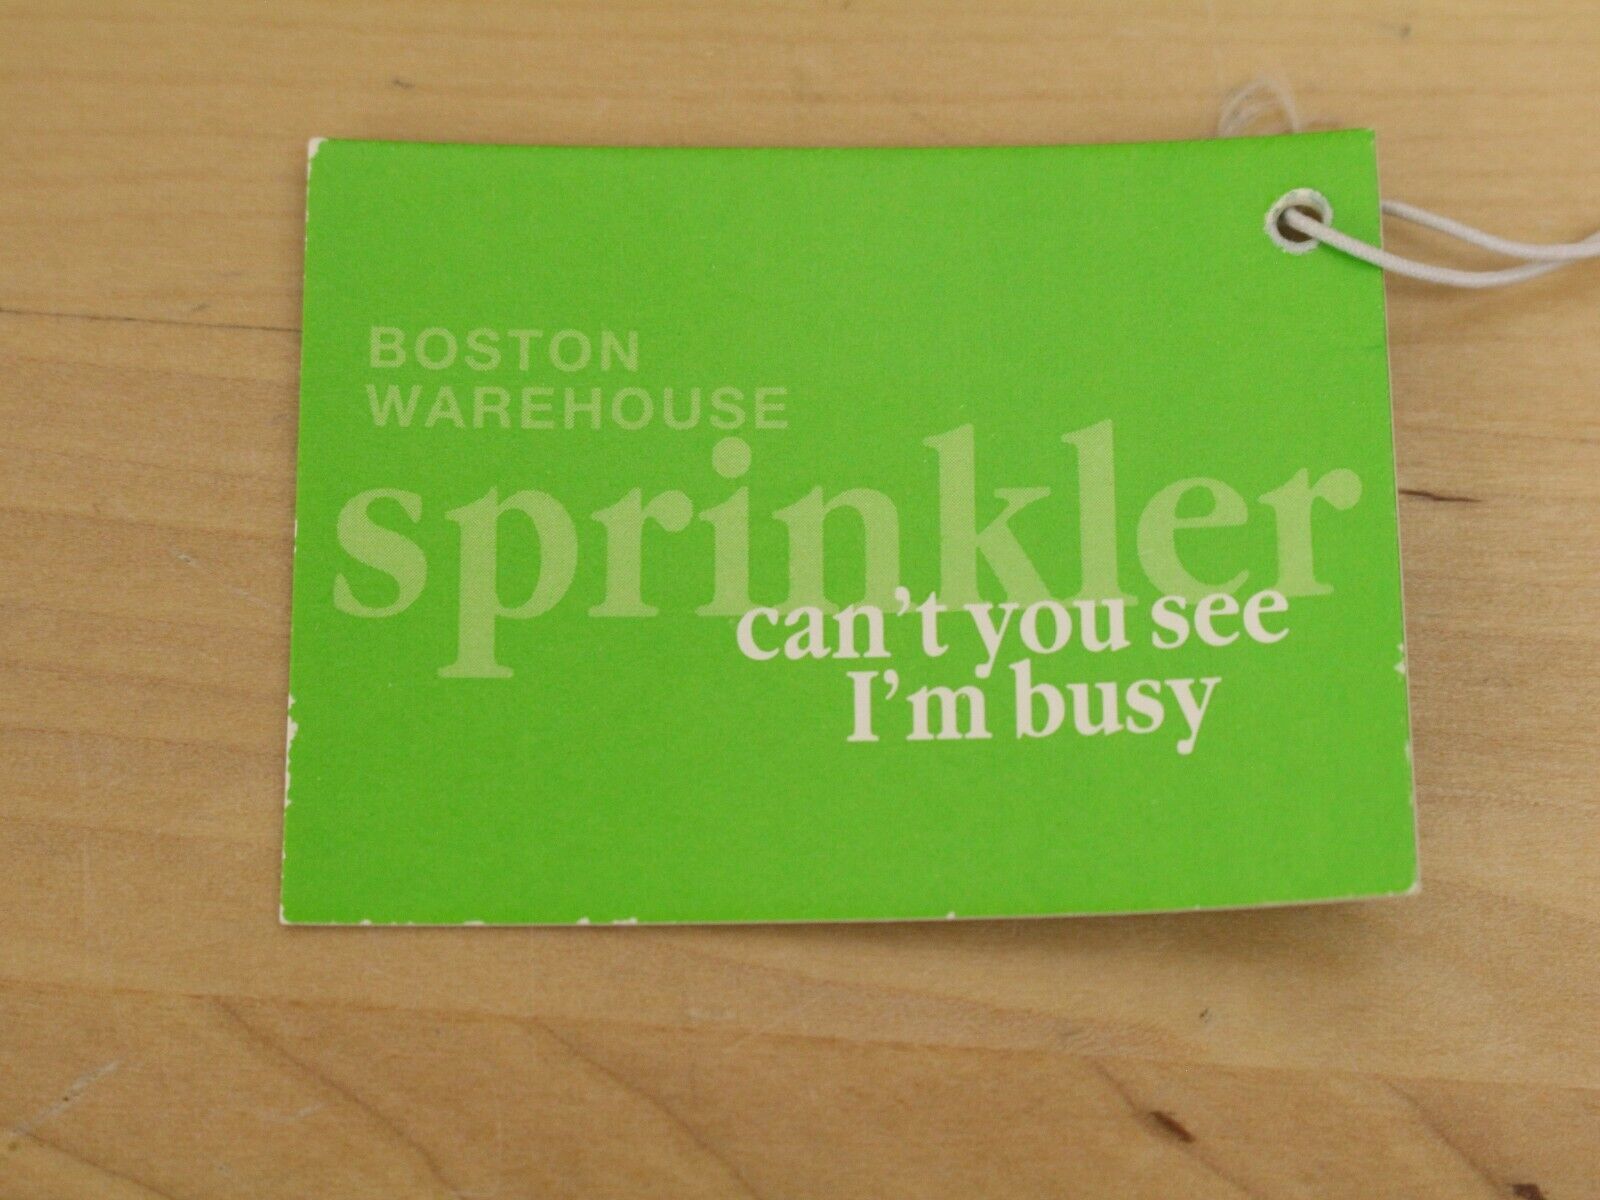 BOSTON
WAREHOUSE
sprinkler
can't you see
I'm busy